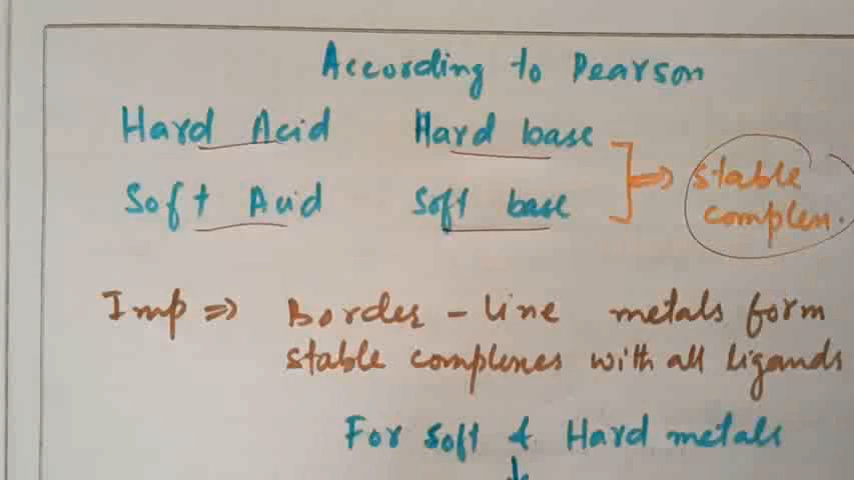 According to Pearson
Hard Acid Hard base
Soft Acid Soft base ⇒ stable complex.
Imp ⇒ Border-line metals form
stable complexes with all ligands
For soft & Hard metals